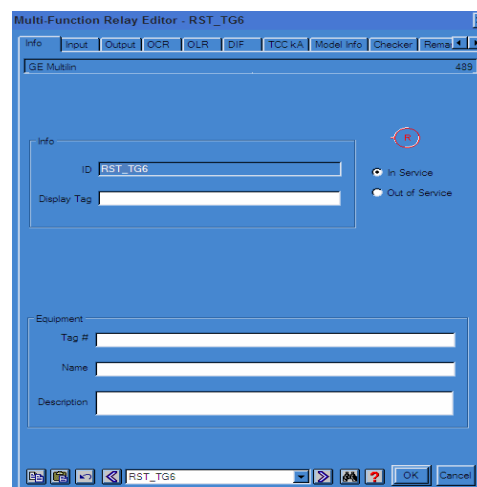 Multi-Function Relay Editor - RST_TG6
Info Input Output OCR OLR DIF TCC kA Model Info Checker Rema
GE Multilin 489
R
Info
ID RST_TG6
In Service
Display Tag
Out of Service
Equipment
Tag #
Name
Description
RST_TG6 ? OK Cancel